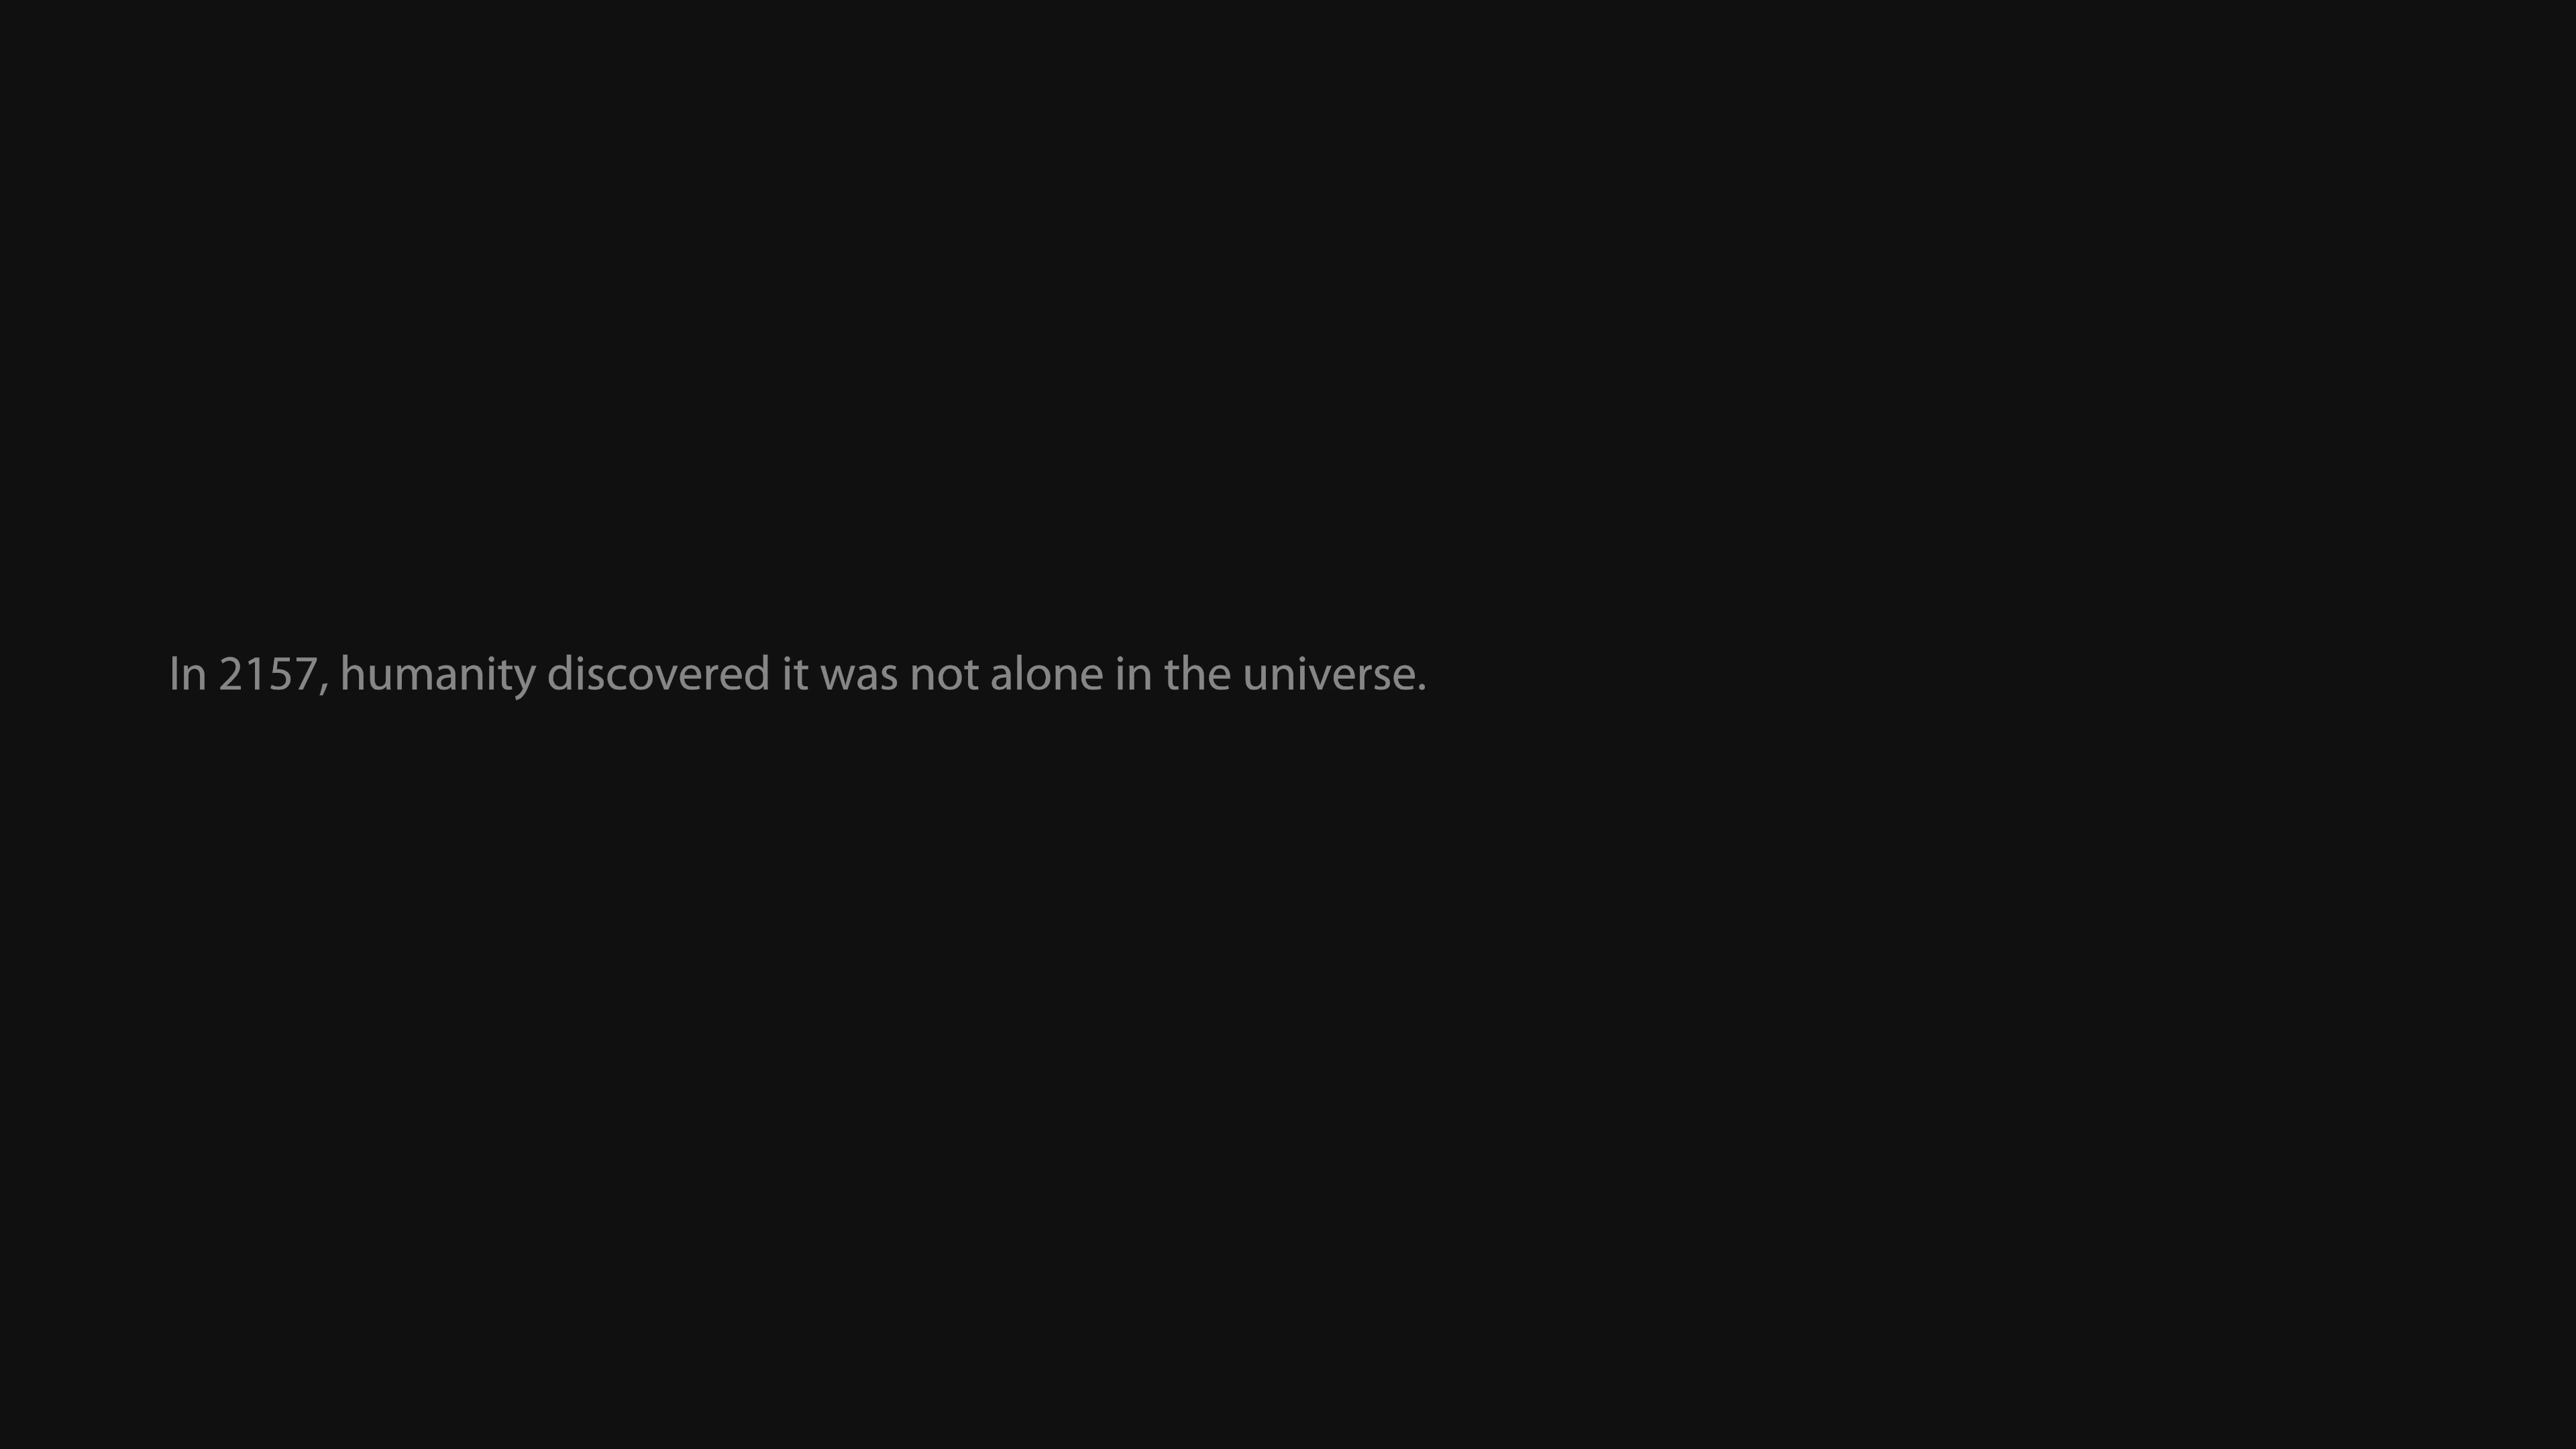 In 2157, humanity discovered it was not alone in the universe.